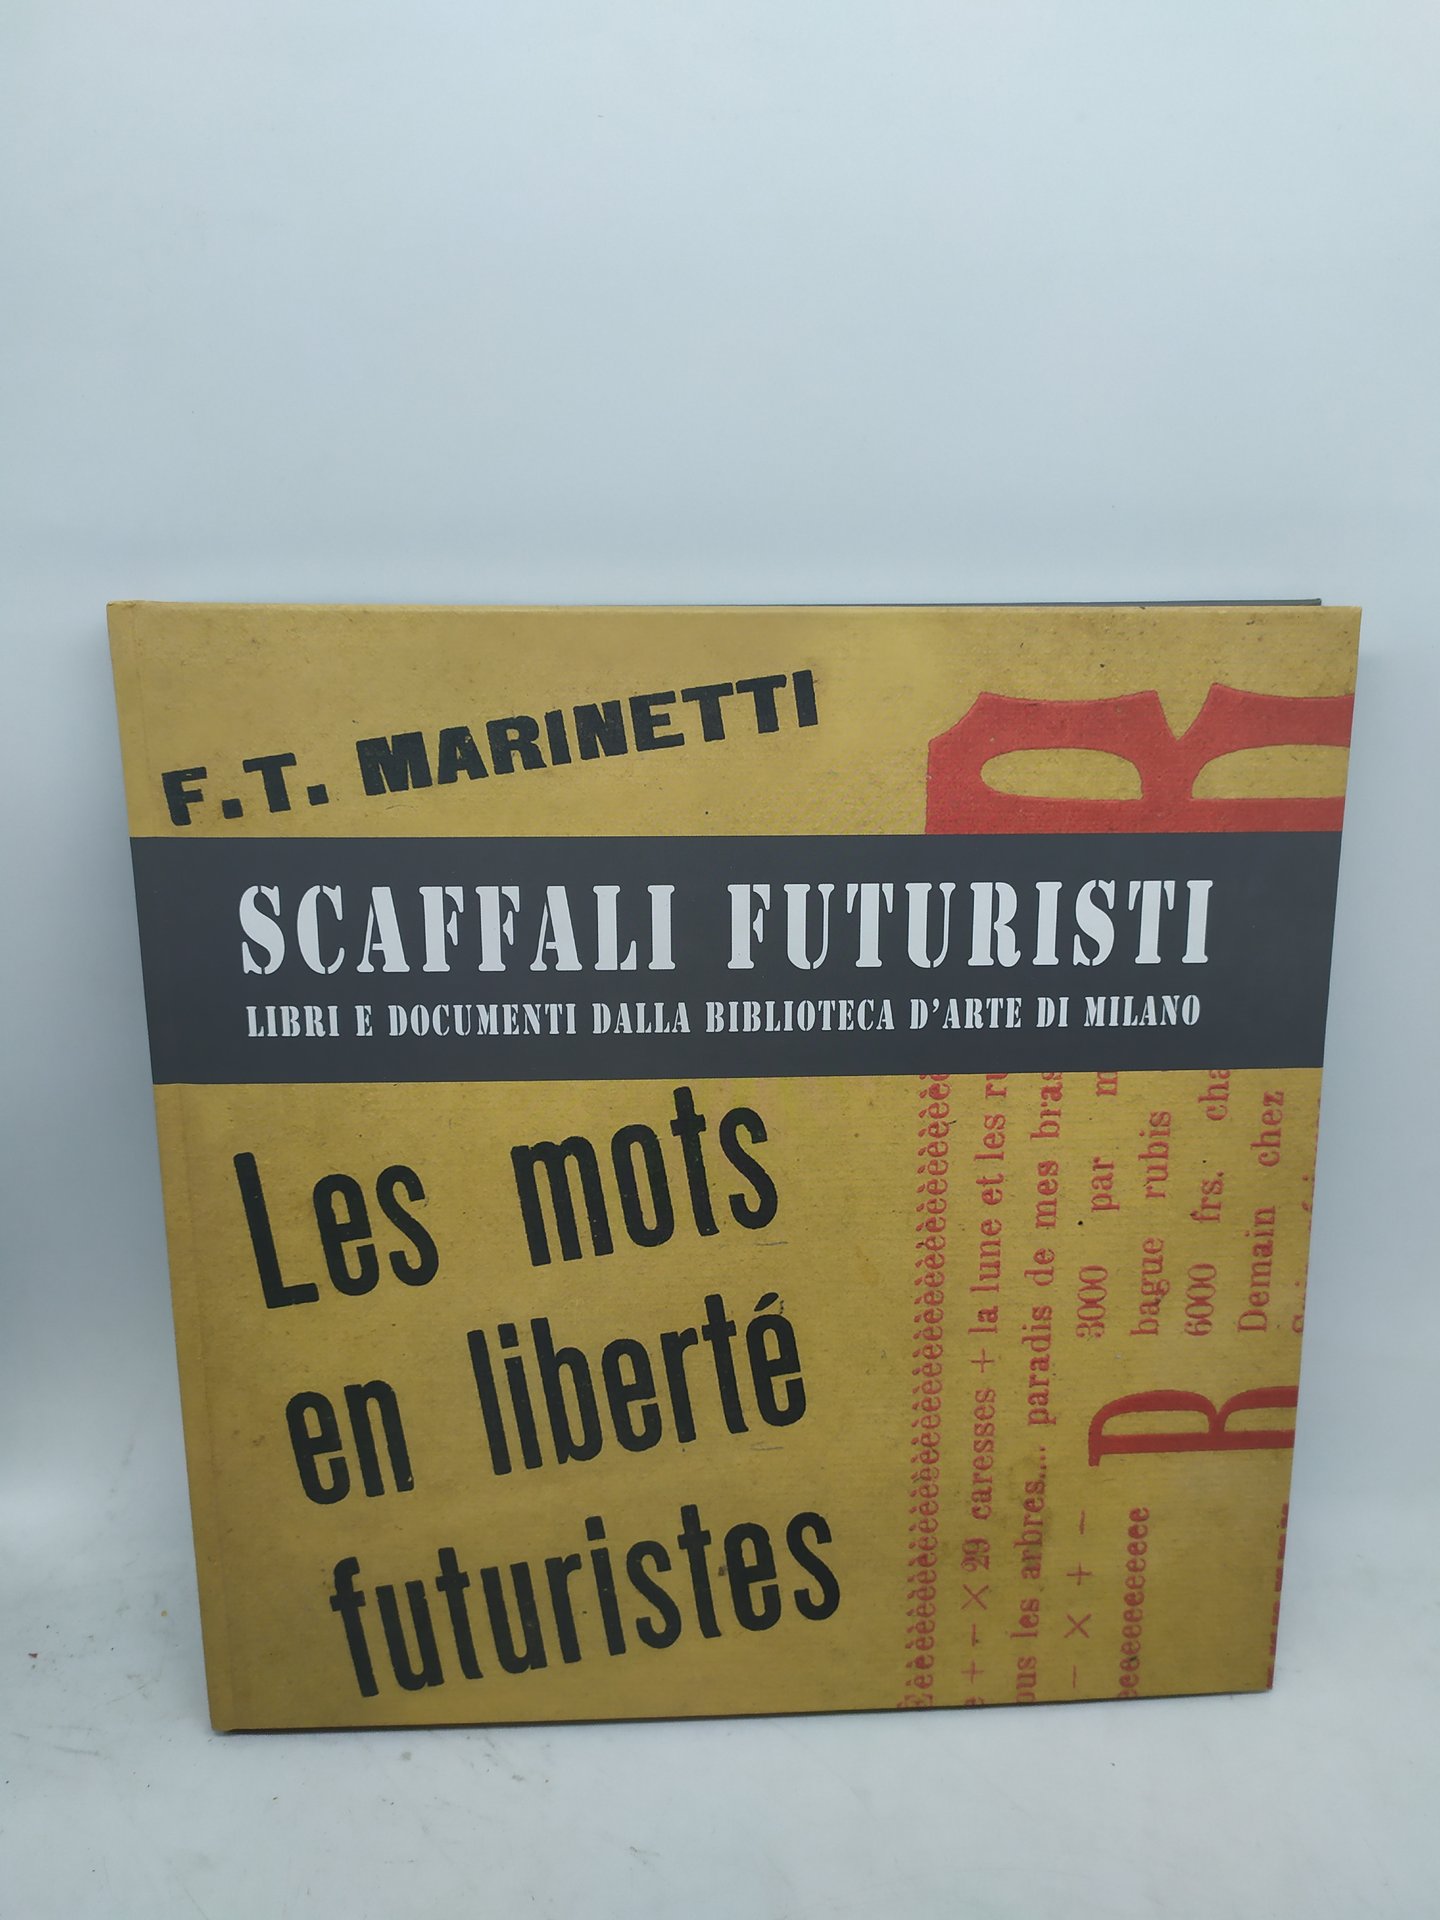 F.T. MARINETTI
SCAFFALI FUTURISTI
LIBRI E DOCUMENTI DALLA BIBLIOTECA D'ARTE DI MILANO
Les mots
en liberté
futuristes
+ − × 29 caresses + la lune et les
les arbres.... paradis de mes bras
− × + −
3000 par
bague rubis
6000 frs.
Demain chez